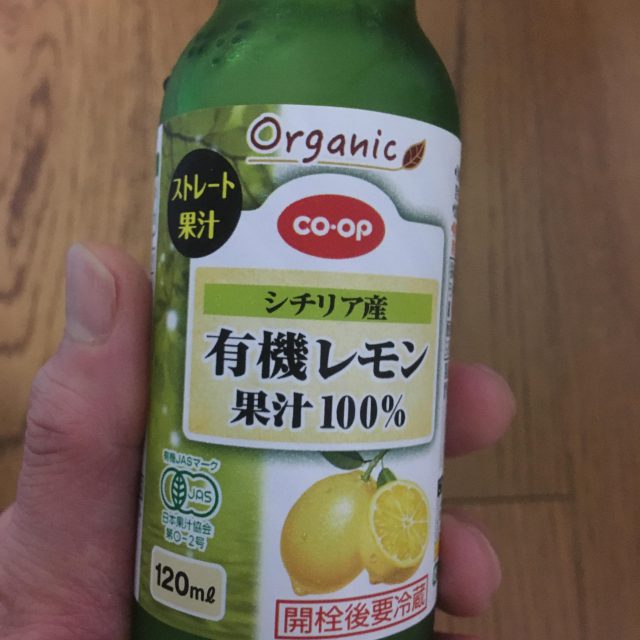 Organic
ストレート
果汁
CO·OP
シチリア産
有機レモン
果汁100%
有機JASマーク
JAS
日本果汁協会
第O-2号
120mℓ
開栓後要冷蔵